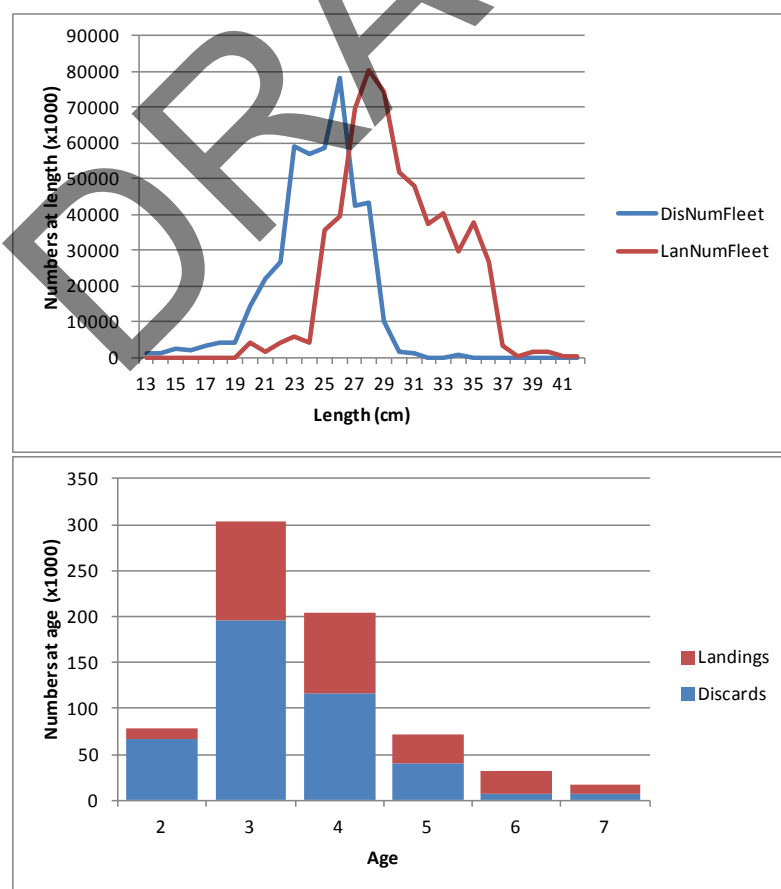 DRA
90000
80000
70000
60000
50000
40000
30000
20000
10000
0
Numbers at length (x1000)
13 15 17 19 21 23 25 27 29 31 33 35 37 39 41
Length (cm)
DisNumFleet
LanNumFleet
350
300
250
200
150
100
50
0
Numbers at age (x1000)
2 3 4 5 6 7
Age
Landings
Discards